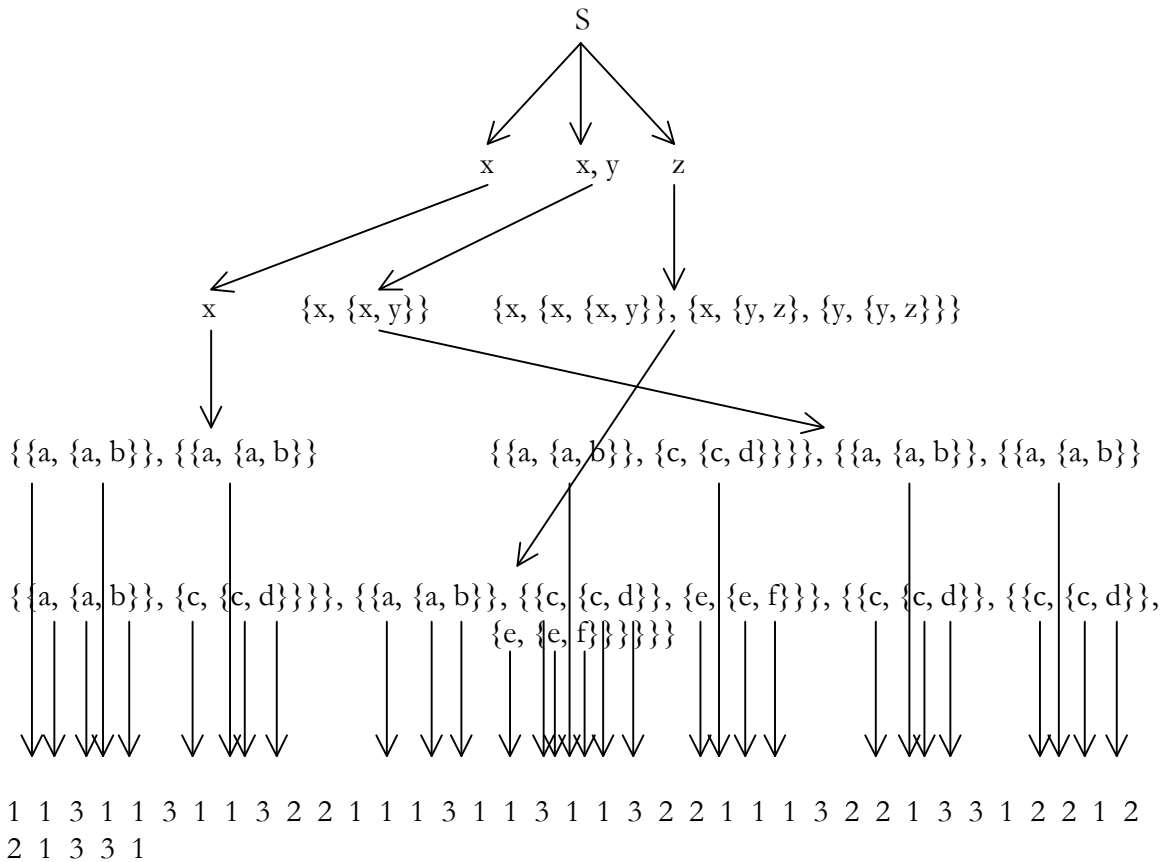 S
x x, y z
x {x, {x, y}} {x, {x, {x, y}}, {x, {y, z}, {y, {y, z}}}
{{a, {a, b}}, {{a, {a, b}} {{a, {a, b}}, {c, {c, d}}}}, {{a, {a, b}}, {{a, {a, b}}
{{a, {a, b}}, {c, {c, d}}}}, {{a, {a, b}}, {{c, {c, d}}, {e, {e, f}}}, {{c, {c, d}}, {{c, {c, d}},
{e, {e, f}}}}}}
1 1 3 1 1 3 1 1 3 2 2 1 1 1 3 1 1 3 1 1 3 2 2 1 1 1 3 2 2 1 3 3 1 2 2 1 2
2 1 3 3 1